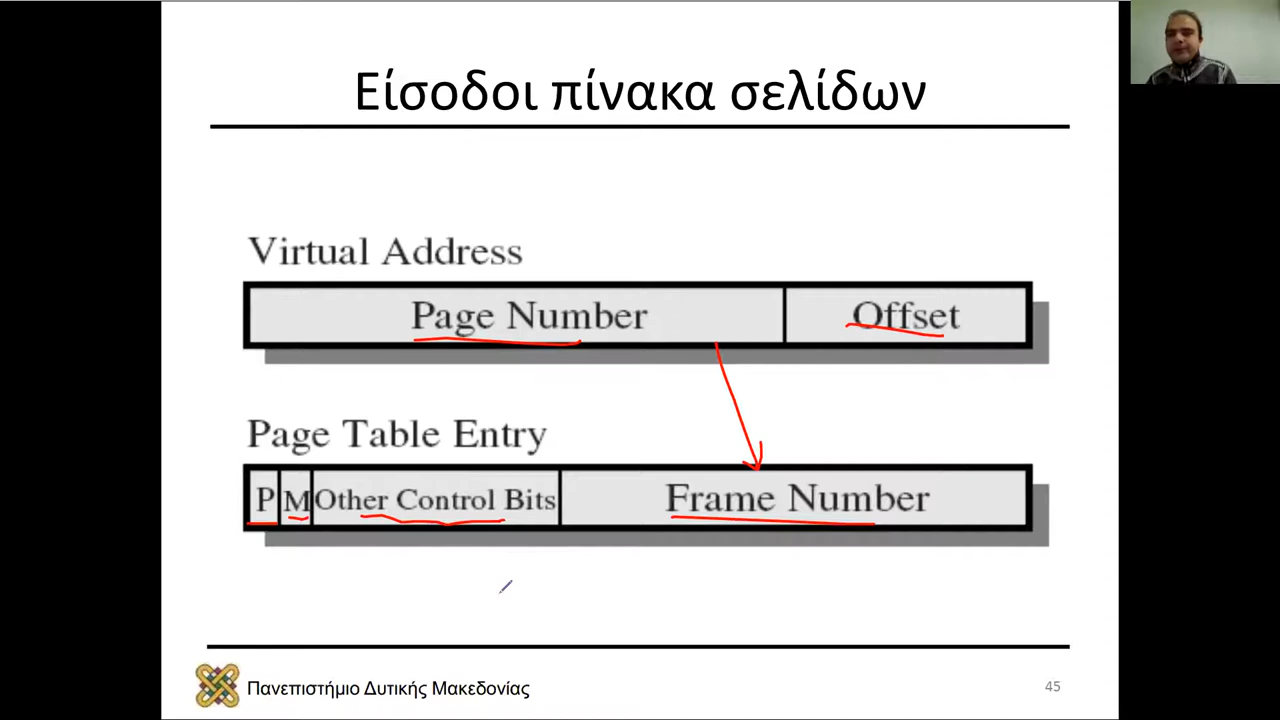 Είσοδοι πίνακα σελίδων
Virtual Address
Page Number Offset
Page Table Entry
P M Other Control Bits Frame Number
Πανεπιστήμιο Δυτικής Μακεδονίας 45